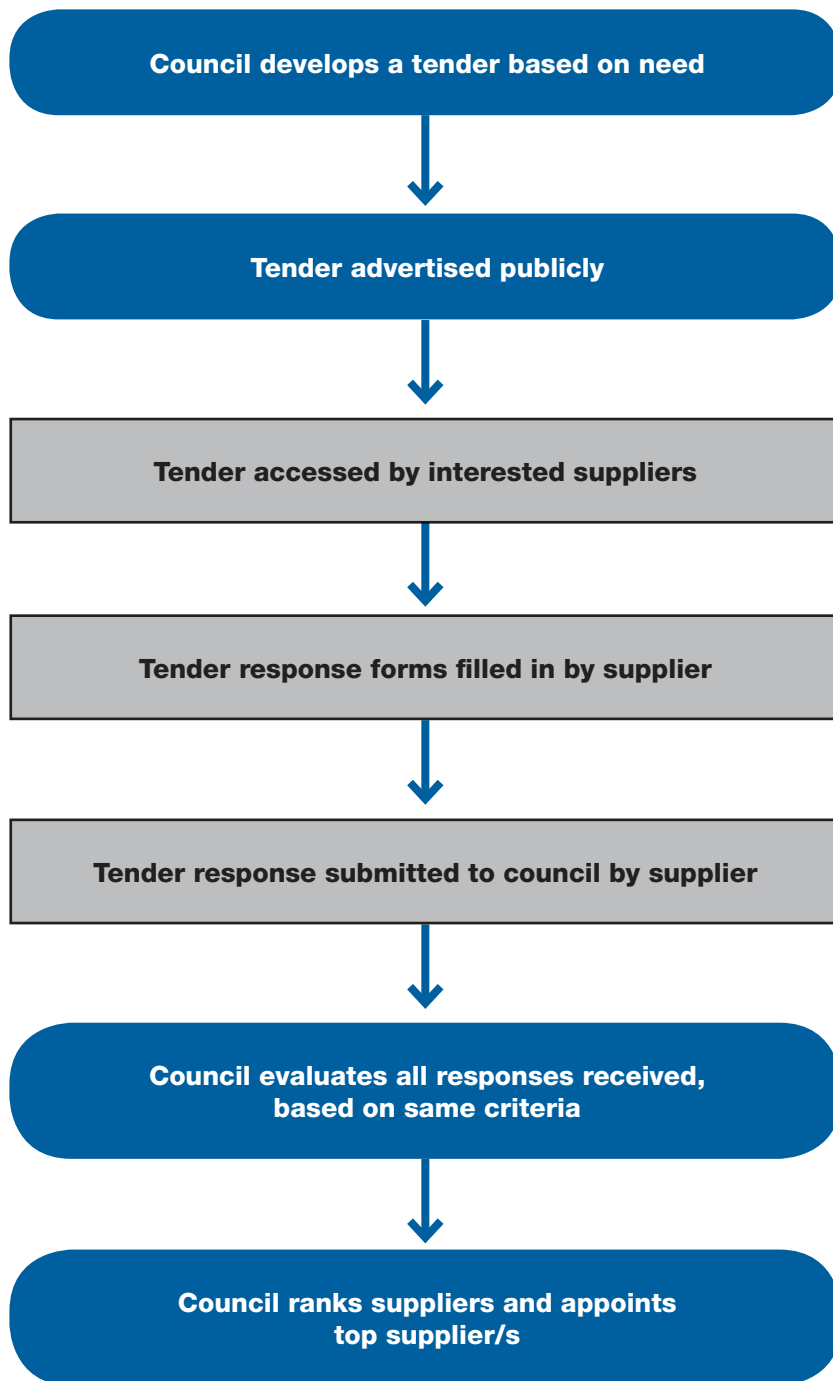 Council develops a tender based on need
Tender advertised publicly
Tender accessed by interested suppliers
Tender response forms filled in by supplier
Tender response submitted to council by supplier
Council evaluates all responses received,
based on same criteria
Council ranks suppliers and appoints
top supplier/s